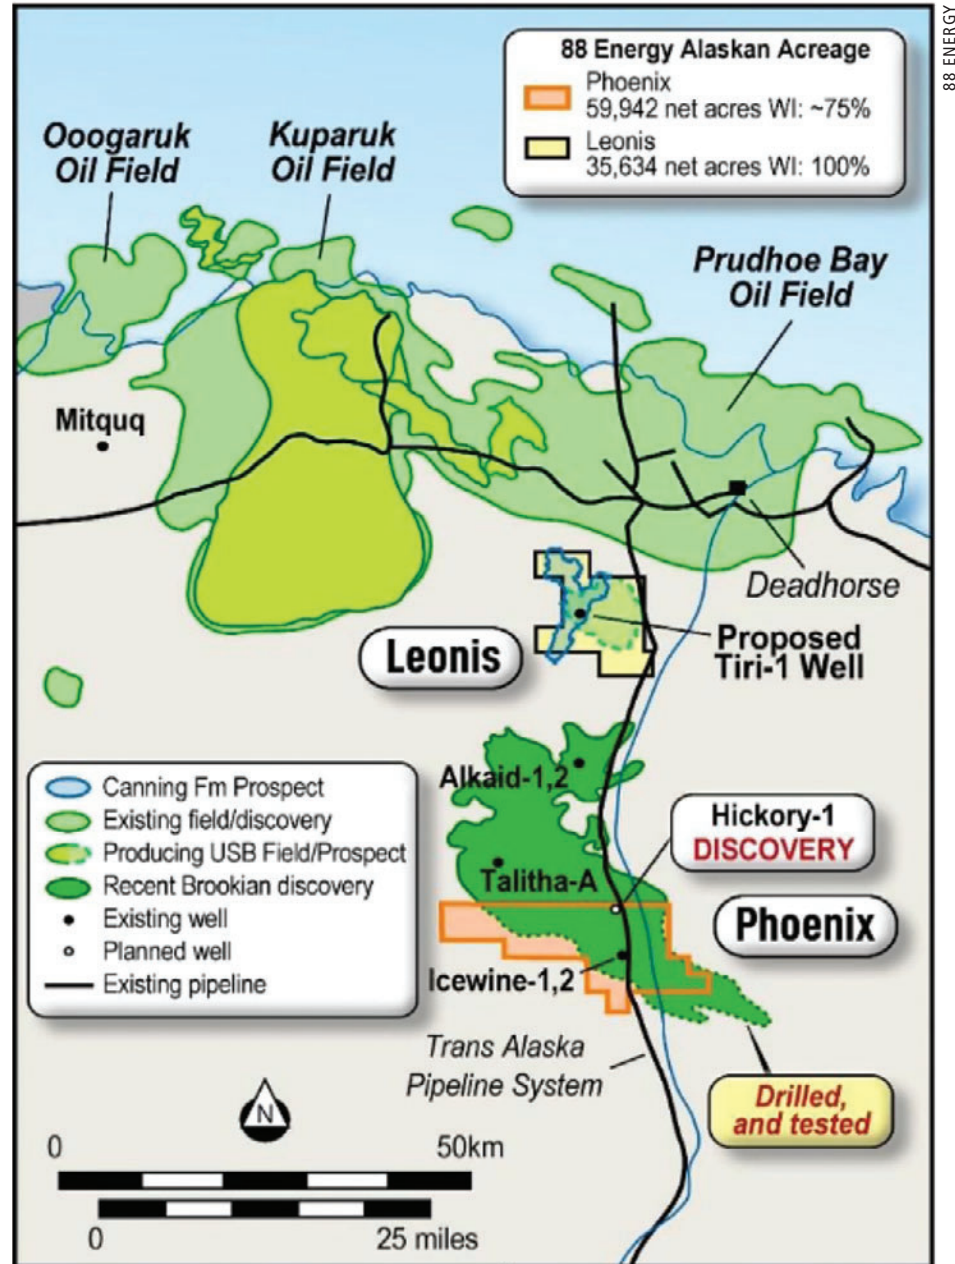 88 ENERGY
88 Energy Alaskan Acreage
Phoenix
59,942 net acres WI: ~75%
Leonis
35,634 net acres WI: 100%
Ooogaruk
Oil Field
Kuparuk
Oil Field
Prudhoe Bay
Oil Field
Mitquq
Deadhorse
Proposed
Tiri-1 Well
Leonis
Alkaid-1,2
Canning Fm Prospect
Existing field/discovery
Producing USB Field/Prospect
Recent Brookian discovery
Existing well
Planned well
Existing pipeline
Hickory-1
DISCOVERY
Talitha-A
Phoenix
Icewine-1,2
Trans Alaska
Pipeline System
Drilled,
and tested
N
0 50km
0 25 miles